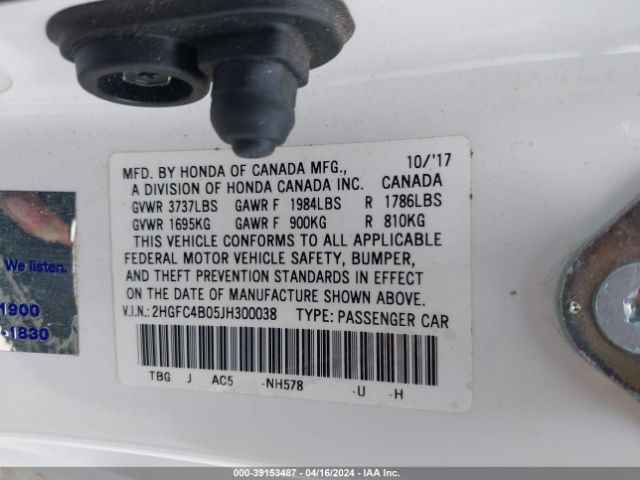 MFD. BY HONDA OF CANADA MFG., 10/'17
A DIVISION OF HONDA CANADA INC. CANADA
GVWR 3737LBS GAWR F 1984LBS R 1786LBS
GVWR 1695KG GAWR F 900KG R 810KG
THIS VEHICLE CONFORMS TO ALL APPLICABLE
FEDERAL MOTOR VEHICLE SAFETY, BUMPER,
AND THEFT PREVENTION STANDARDS IN EFFECT
ON THE DATE OF MANUFACTURE SHOWN ABOVE.
V.I.N.: 2HGFC4B05JH300038 TYPE: PASSENGER CAR
TBG J AC5 -NH578 -U -H
We listen.
1900
-1830
000-39153487 - 04/16/2024 - IAA Inc.